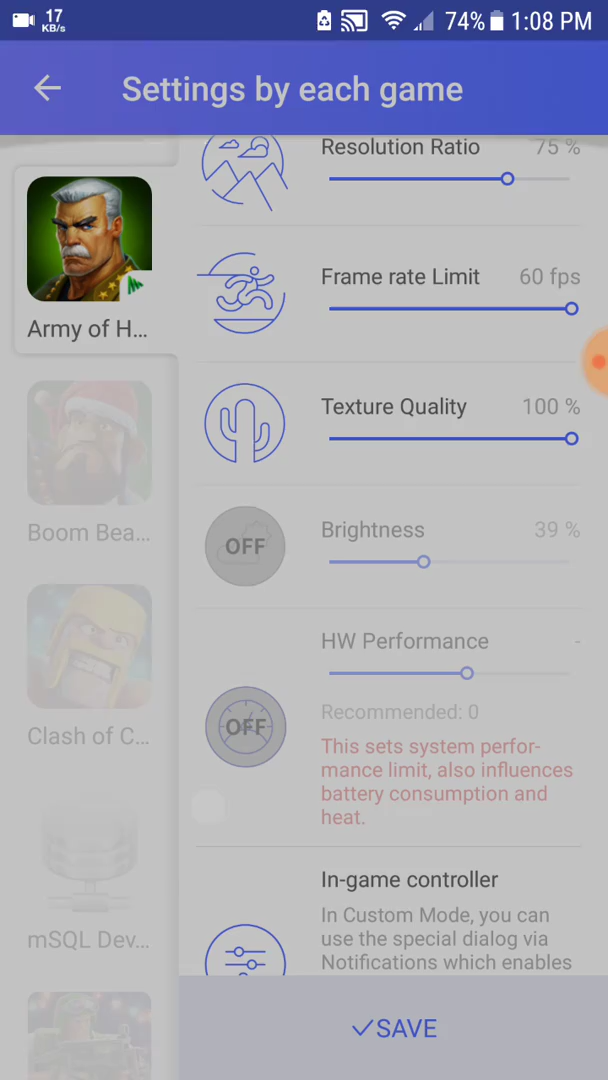 17
KB/s
74% 1:08 PM
Settings by each game
Resolution Ratio 75 %
Army of H...
Frame rate Limit 60 fps
Texture Quality 100 %
Boom Bea...
OFF
Brightness 39 %
Clash of C...
HW Performance -
OFF
Recommended: 0
This sets system perfor-
mance limit, also influences
battery consumption and
heat.
mSQL Dev...
In-game controller
In Custom Mode, you can
use the special dialog via
Notifications which enables
SAVE